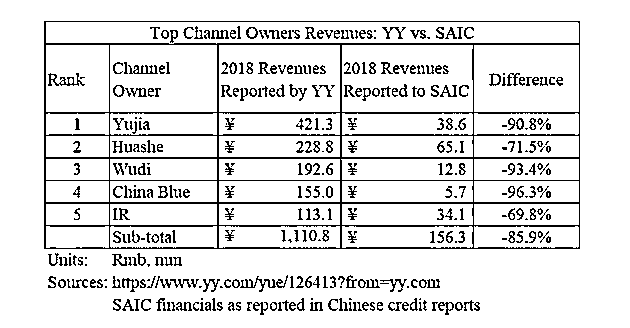 Top Channel Owners Revenues: YY vs. SAIC
Rank Channel Owner 2018 Revenues Reported by YY 2018 Revenues Reported to SAIC Difference
1 Yujia ¥ 421.3 ¥ 38.6 -90.8%
2 Huashe ¥ 228.8 ¥ 65.1 -71.5%
3 Wudi ¥ 192.6 ¥ 12.8 -93.4%
4 China Blue ¥ 155.0 ¥ 5.7 -96.3%
5 IR ¥ 113.1 ¥ 34.1 -69.8%
Sub-total ¥ 1,110.8 ¥ 156.3 -85.9%
Units: Rmb, mn
Sources: https://www.yy.com/yue/126413?from=yy.com
SAIC financials as reported in Chinese credit reports